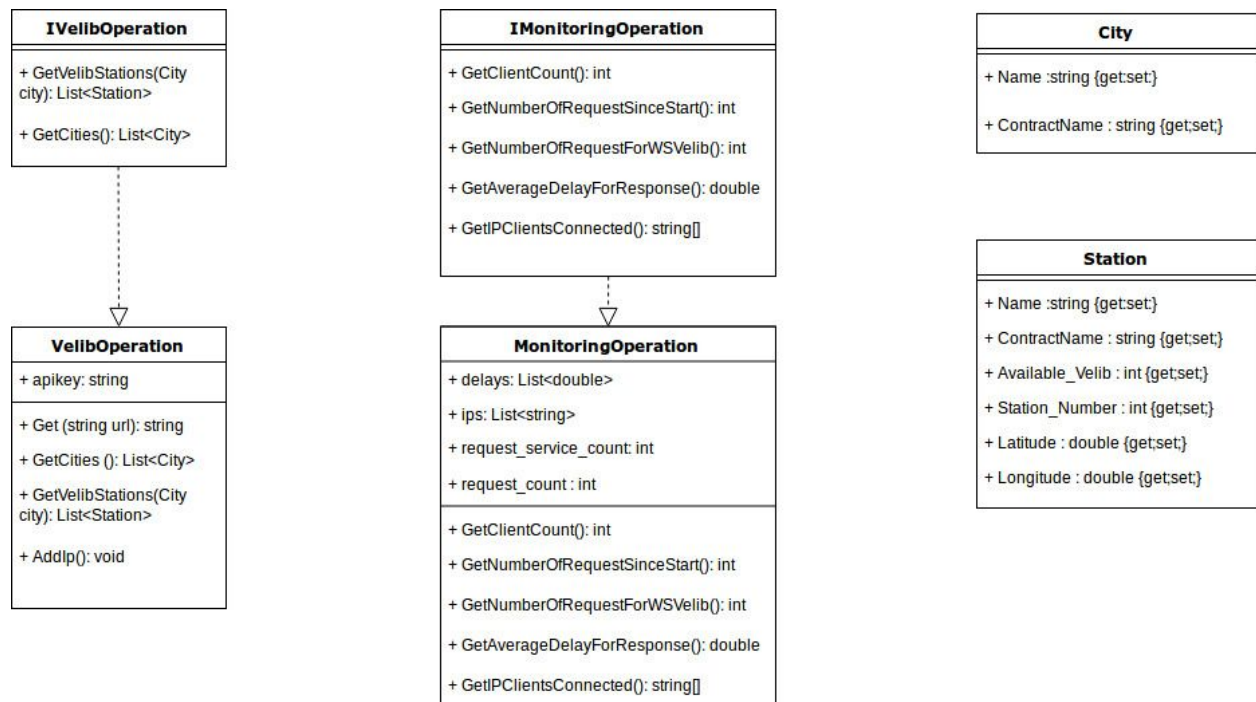 IVelibOperation
+ GetVelibStations(City
city): List<Station>
+ GetCities(): List<City>
IMonitoringOperation
+ GetClientCount(): int
+ GetNumberOfRequestSinceStart(): int
+ GetNumberOfRequestForWSVelib(): int
+ GetAverageDelayForResponse(): double
+ GetIPClientsConnected(): string[]
City
+ Name :string {get:set:}
+ ContractName : string {get;set;}
Station
+ Name :string {get:set:}
+ ContractName : string {get;set;}
+ Available_Velib : int {get;set;}
+ Station_Number : int {get;set;}
+ Latitude : double {get;set;}
+ Longitude : double {get;set;}
VelibOperation
+ apikey: string
+ Get (string url): string
+ GetCities (): List<City>
+ GetVelibStations(City
city): List<Station>
+ AddIp(): void
MonitoringOperation
+ delays: List<double>
+ ips: List<string>
+ request_service_count: int
+ request_count : int
+ GetClientCount(): int
+ GetNumberOfRequestSinceStart(): int
+ GetNumberOfRequestForWSVelib(): int
+ GetAverageDelayForResponse(): double
+ GetIPClientsConnected(): string[]